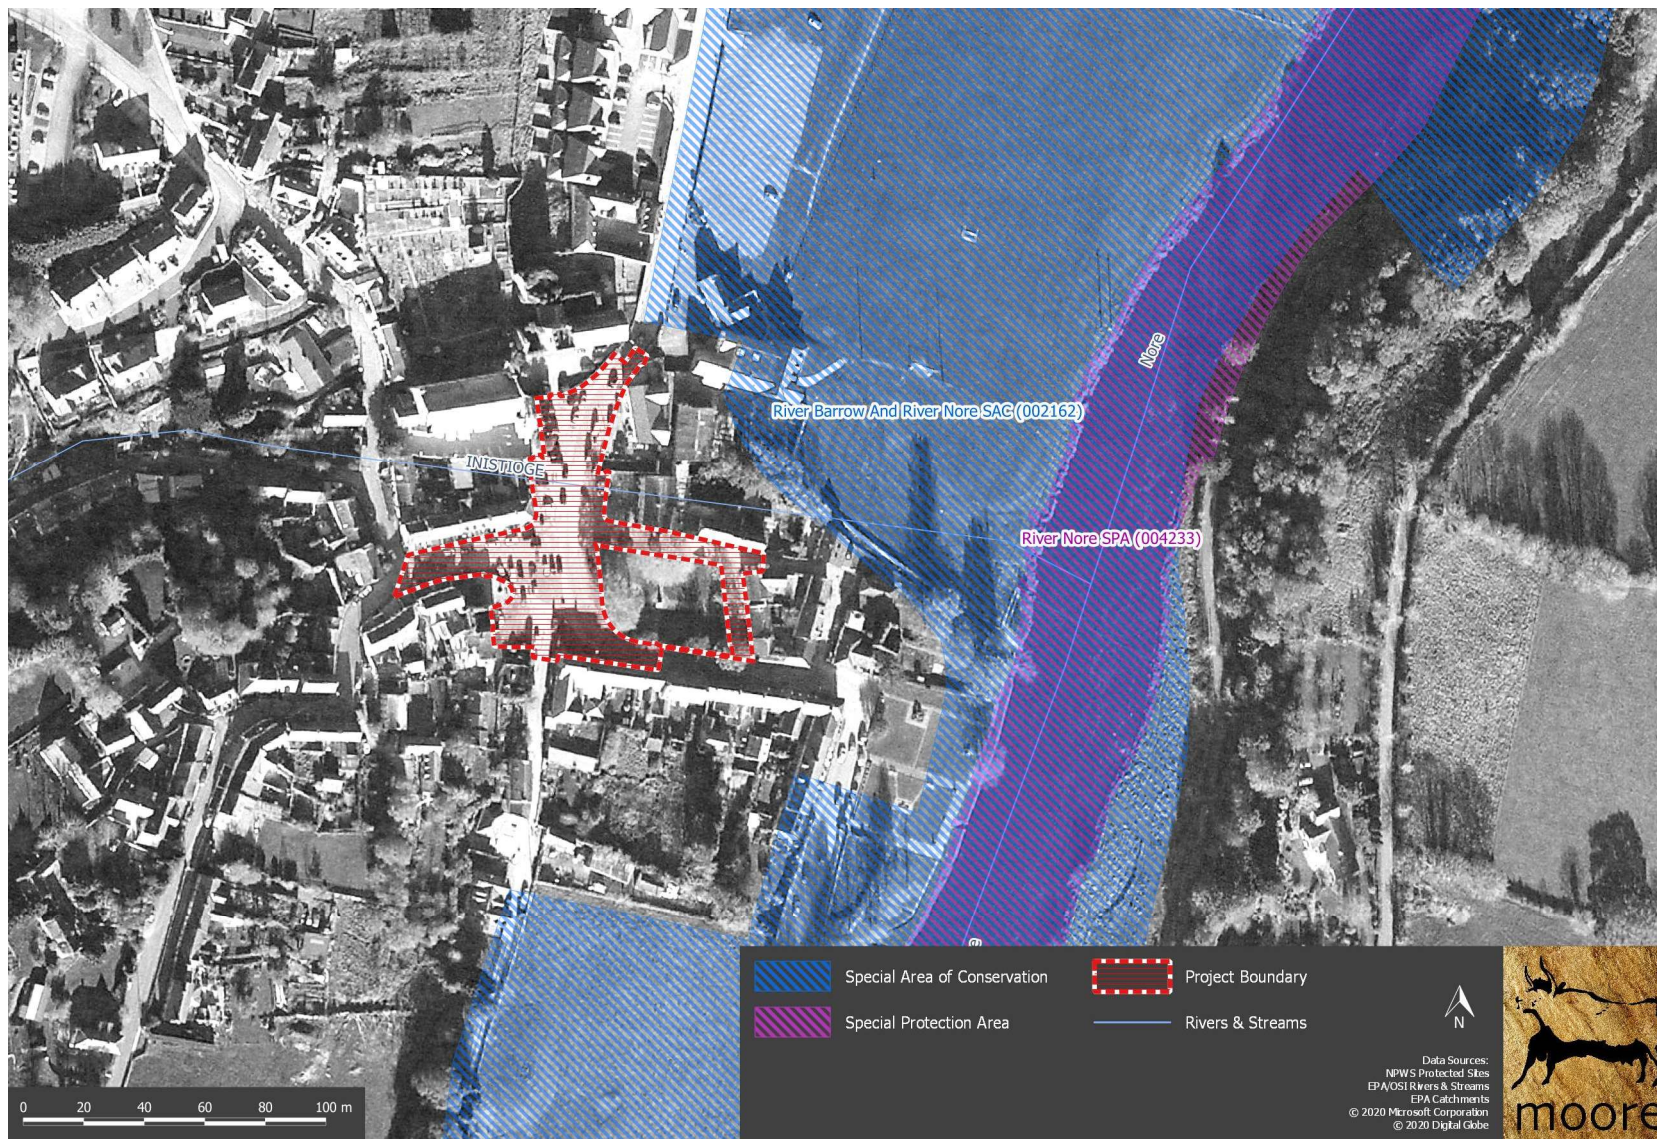 Nore
River Barrow And River Nore SAC (002162)
INISTIOGE
River Nore SPA (004233)
e
Special Area of Conservation
Project Boundary
Special Protection Area
Rivers & Streams
N
Data Sources:
NPWS Protected Sites
EPA/OSI Rivers & Streams
EPA Catchments
© 2020 Microsoft Corporation
© 2020 Digital Globe
moore
0 20 40 60 80 100 m